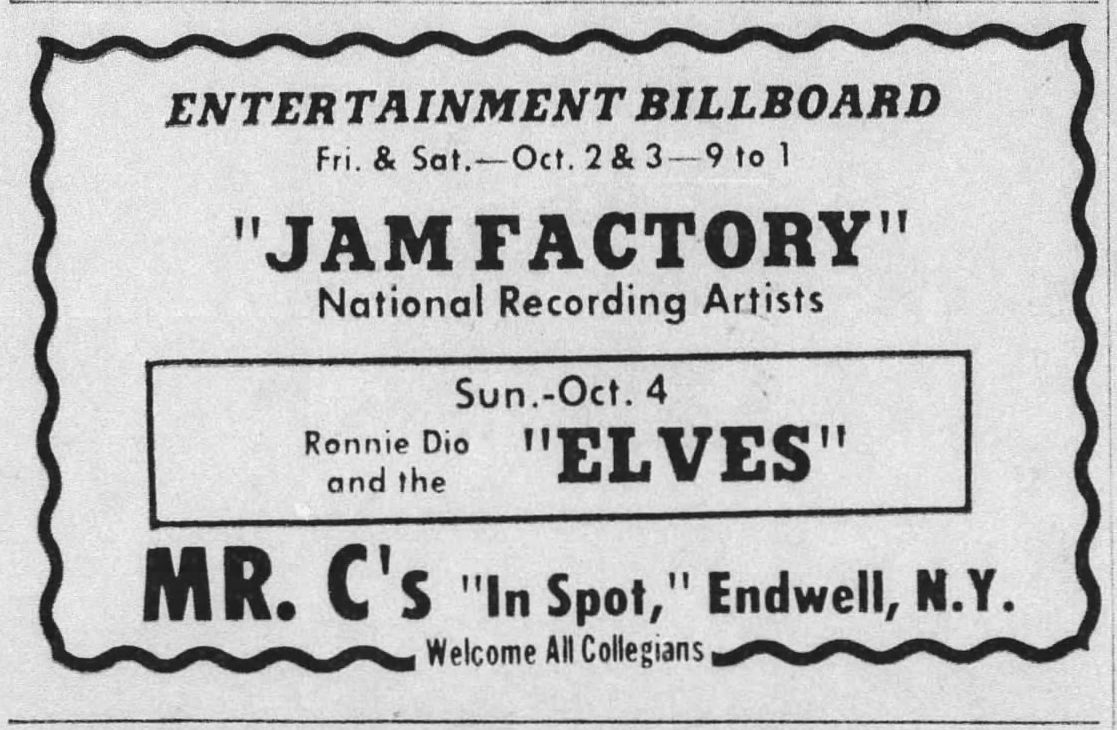 ENTERTAINMENT BILLBOARD
Fri. & Sat.—Oct. 2 & 3—9 to 1
"JAM FACTORY"
National Recording Artists
Sun.-Oct. 4
Ronnie Dio and the "ELVES"
MR. C's "In Spot," Endwell, N.Y.
Welcome All Collegians